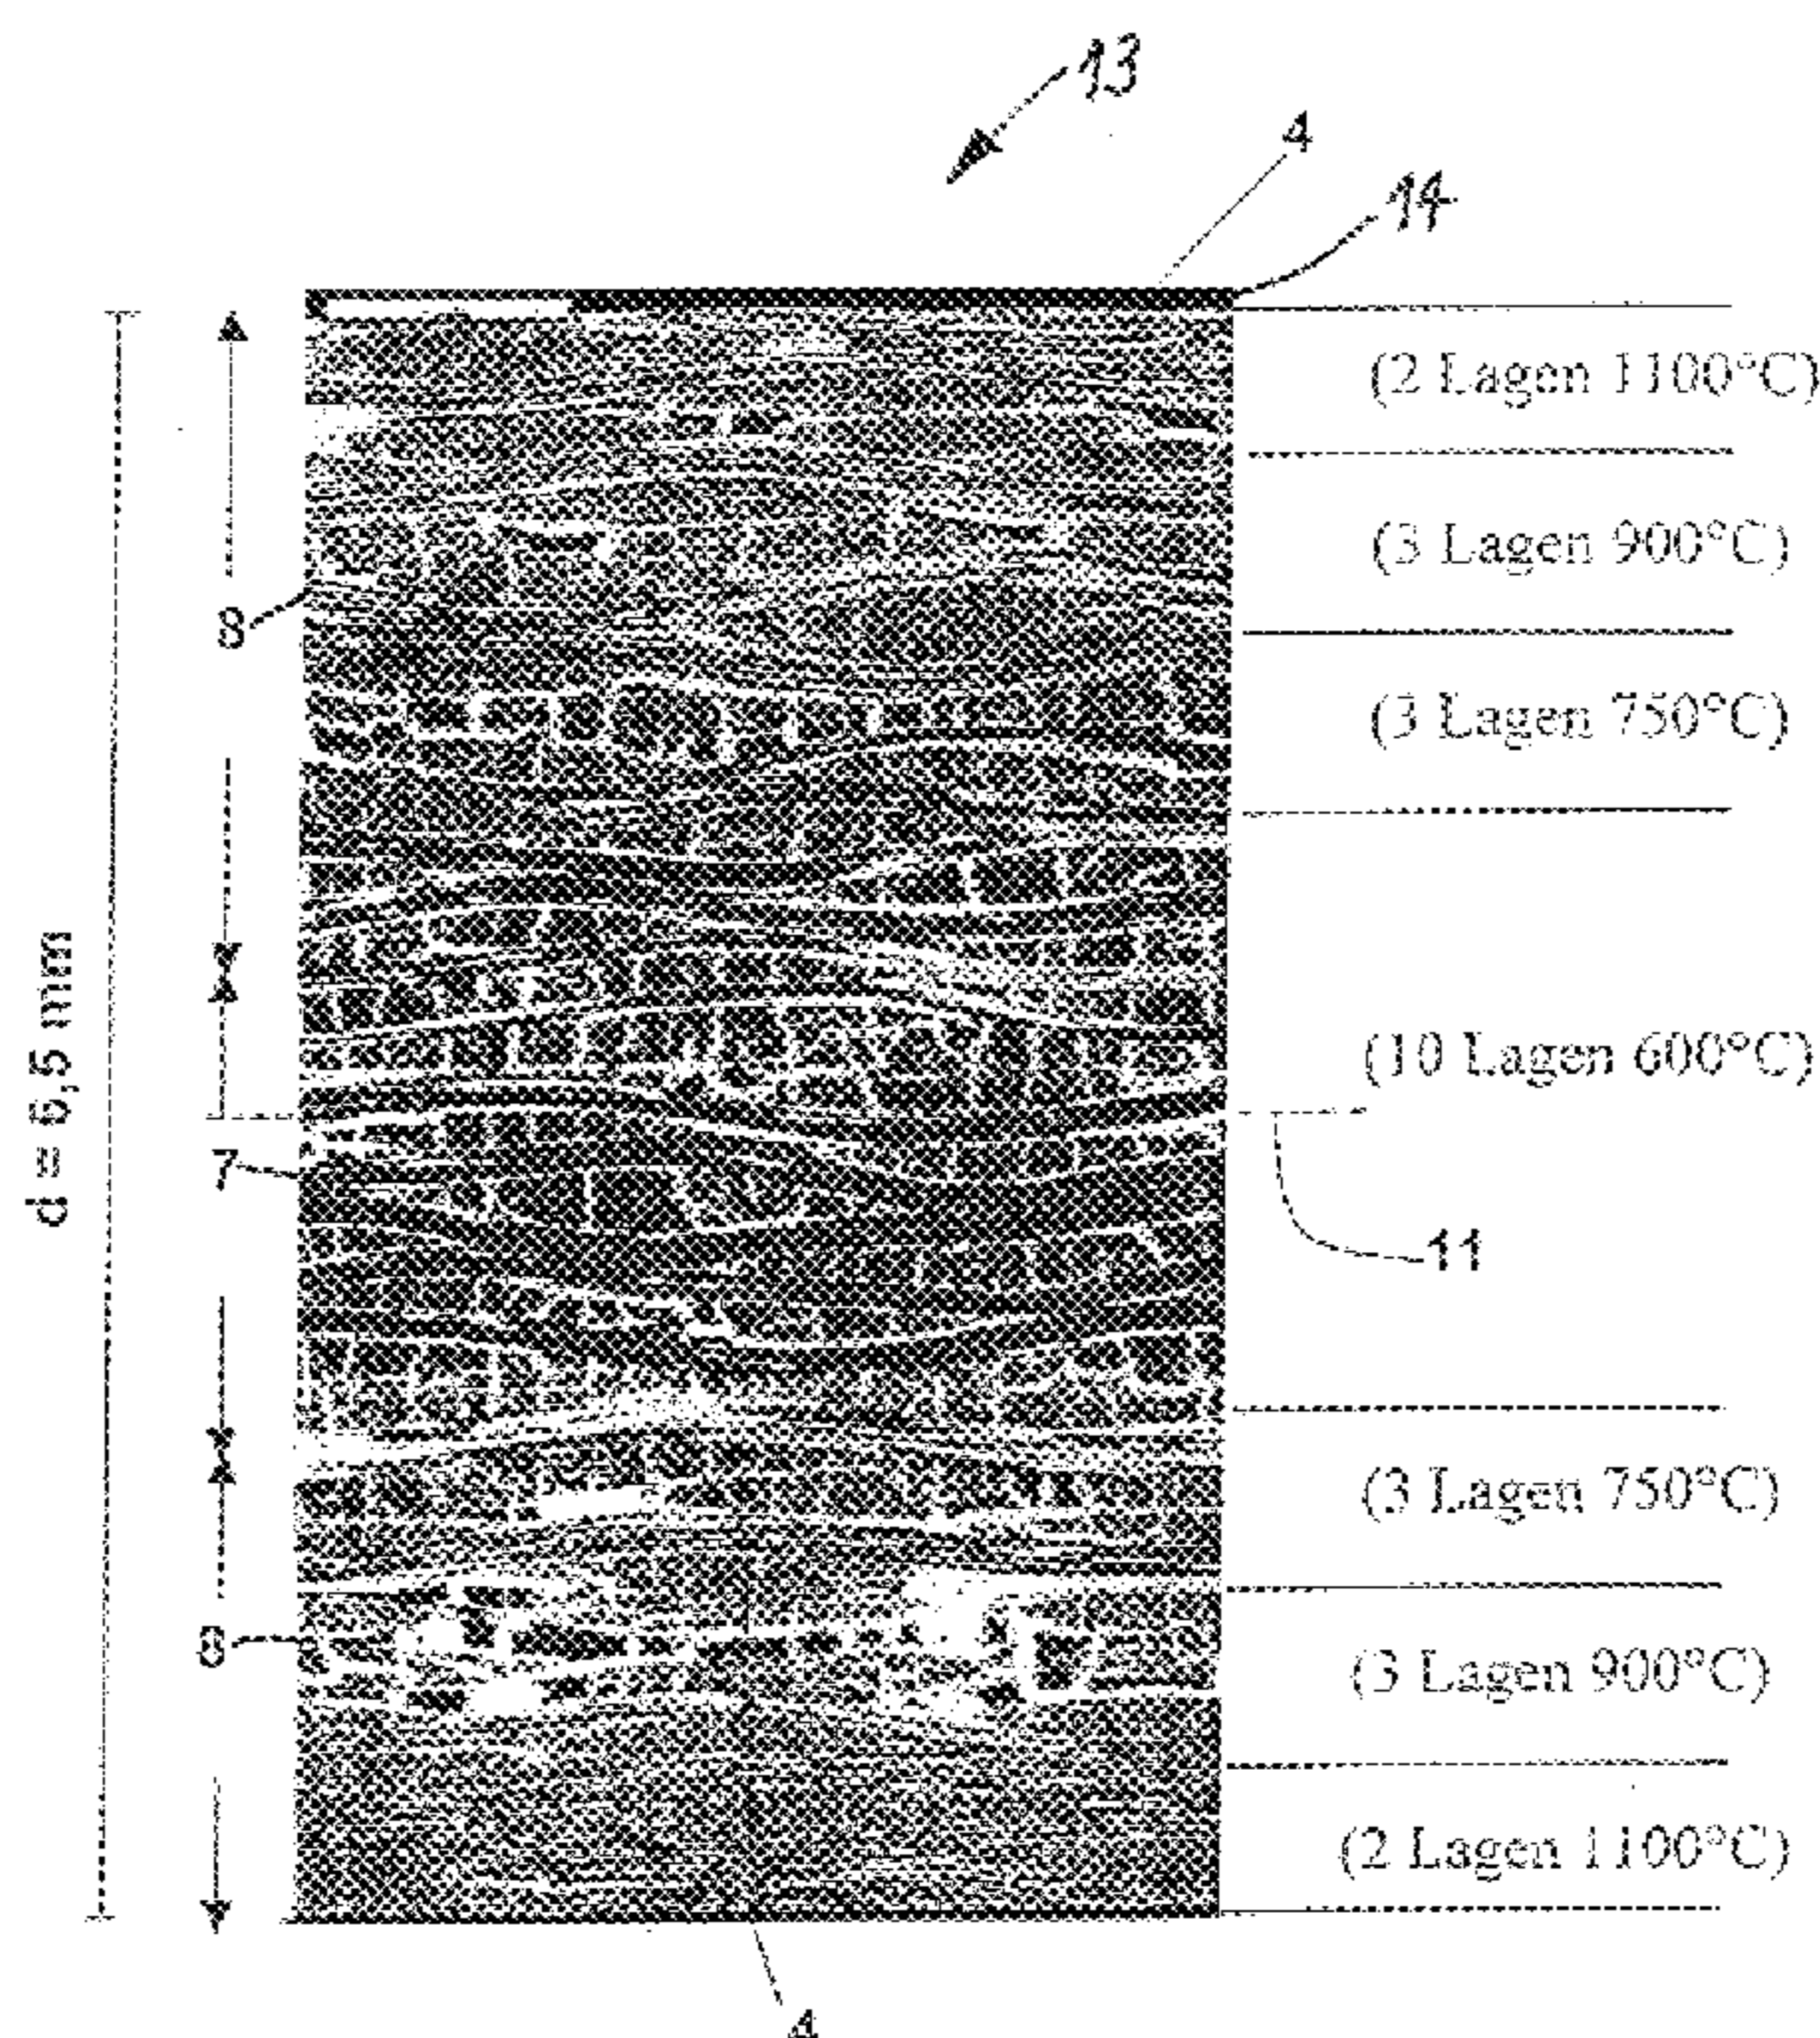 13
4
14
(2 Lagen 1100°C)
(3 Lagen 900°C)
8
(3 Lagen 750°C)
d = 6,5 mm
(10 Lagen 600°C)
7
11
(3 Lagen 750°C)
8
(3 Lagen 900°C)
(2 Lagen 1100°C)
4